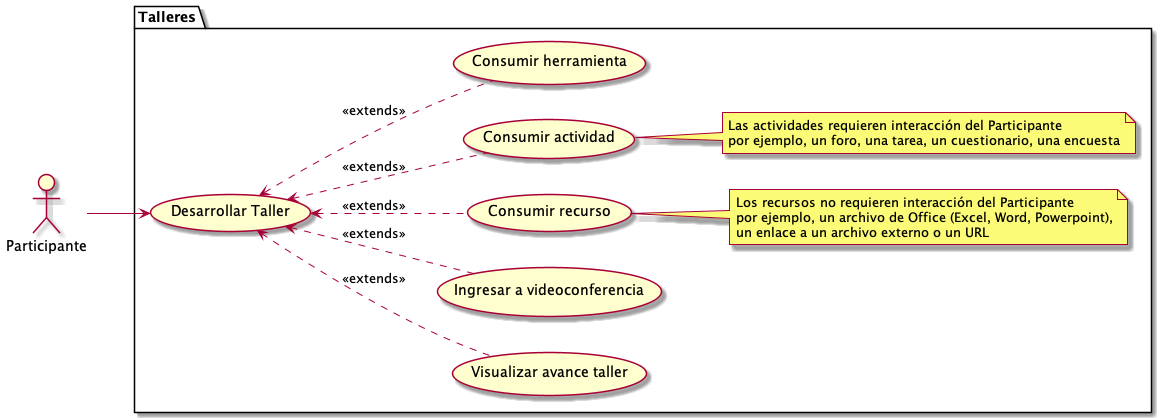 Talleres
Consumir herramienta
«extends»
Consumir actividad
Las actividades requieren interacción del Participante
por ejemplo, un foro, una tarea, un cuestionario, una encuesta
«extends»
Participante
Desarrollar Taller
«extends»
Consumir recurso
Los recursos no requieren interacción del Participante
por ejemplo, un archivo de Office (Excel, Word, Powerpoint),
un enlace a un archivo externo o un URL
«extends»
Ingresar a videoconferencia
«extends»
Visualizar avance taller